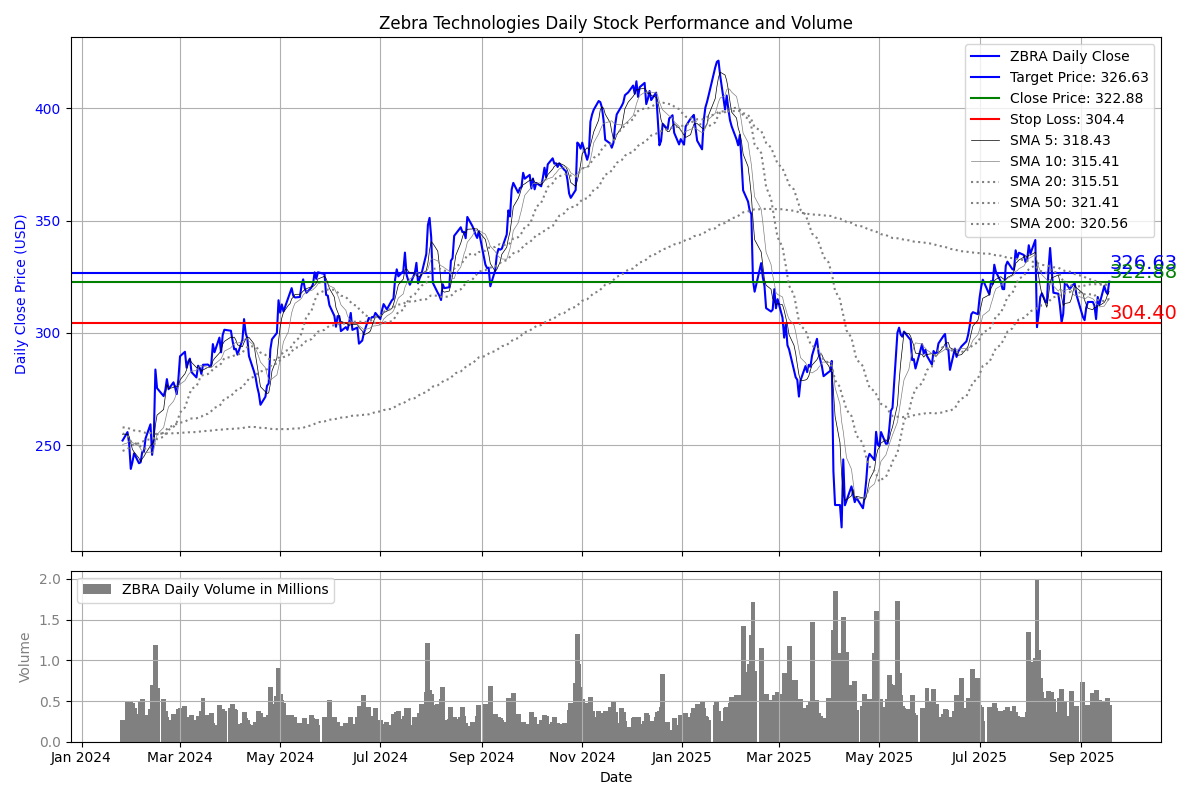 Zebra Technologies Daily Stock Performance and Volume
Daily Close Price (USD)
400
350
300
250
ZBRA Daily Close
Target Price: 326.63
Close Price: 322.88
Stop Loss: 304.4
SMA 5: 318.43
SMA 10: 315.41
SMA 20: 315.51
SMA 50: 321.41
SMA 200: 320.56
326.63
322.88
304.40
Volume
2.0
1.5
1.0
0.5
0.0
ZBRA Daily Volume in Millions
Jan 2024
Mar 2024
May 2024
Jul 2024
Sep 2024
Nov 2024
Jan 2025
Mar 2025
May 2025
Jul 2025
Sep 2025
Date